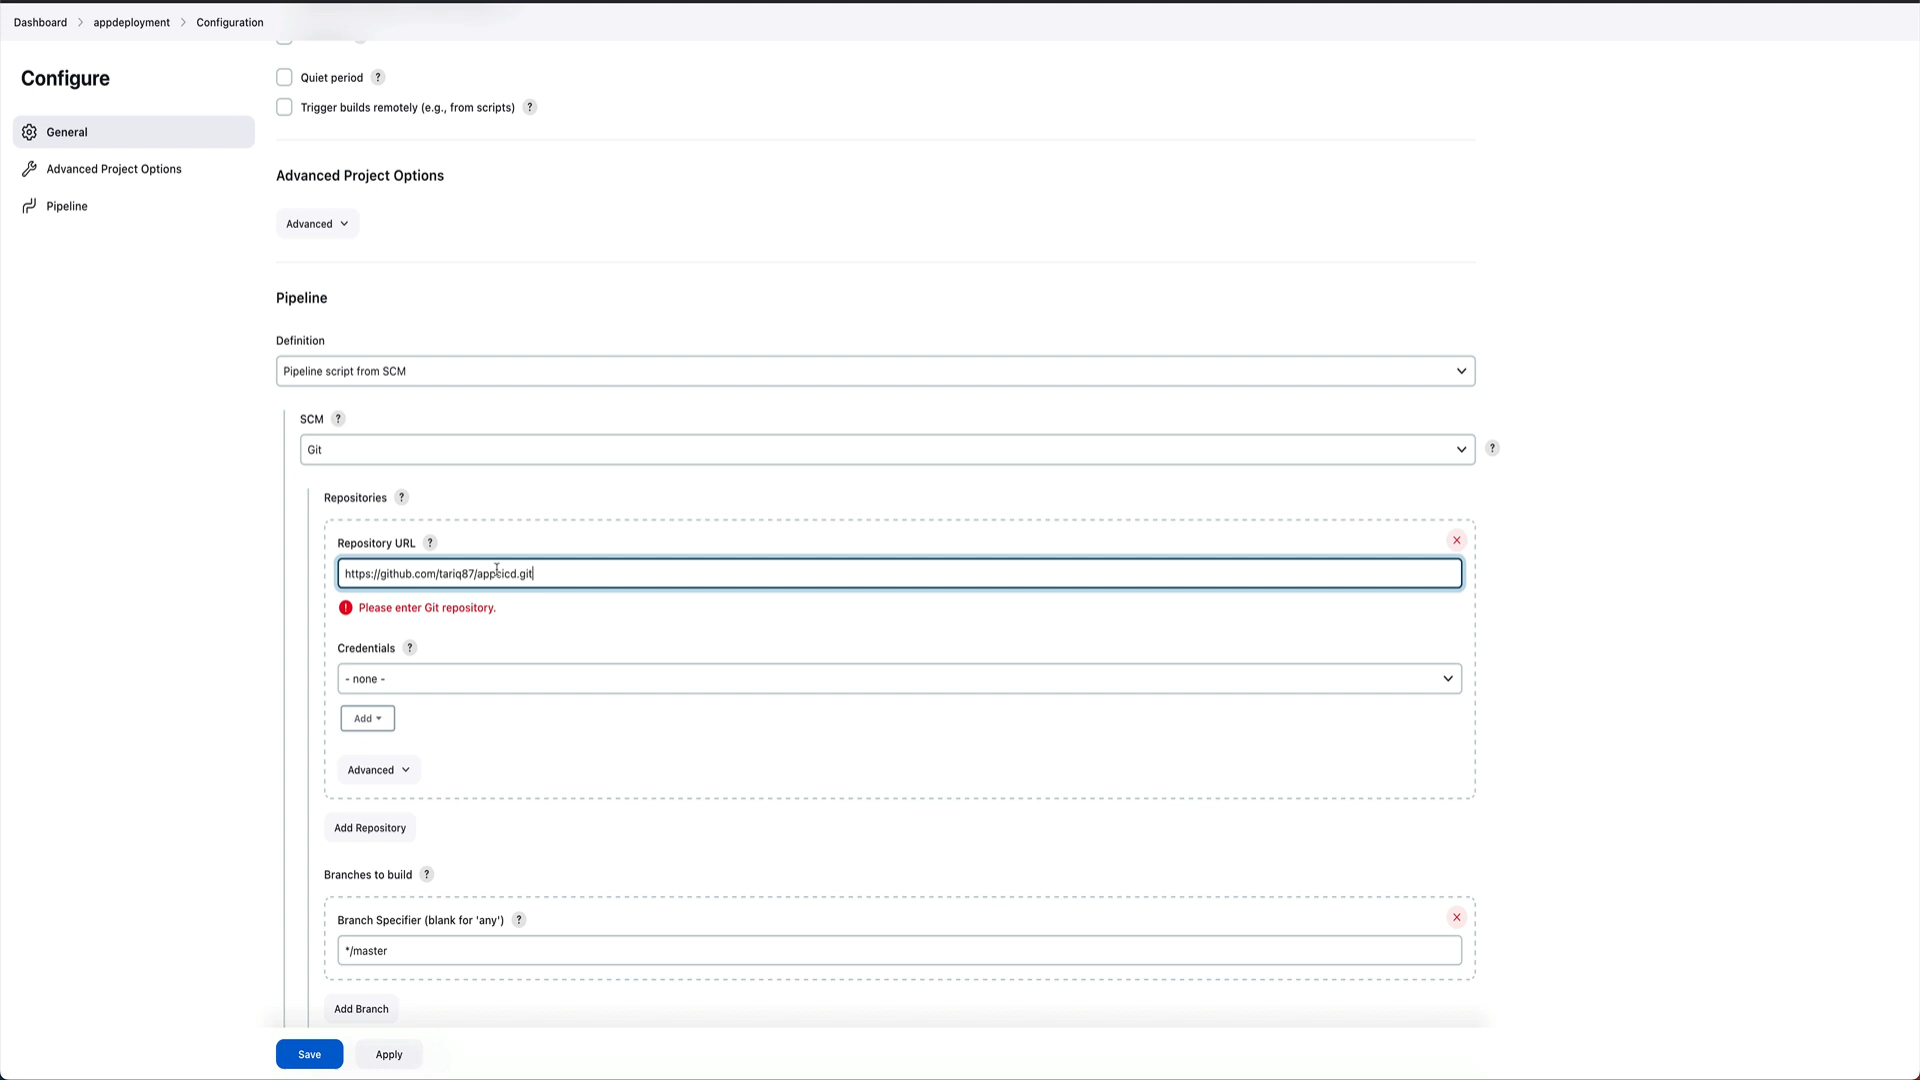 Dashboard > appdeployment > Configuration
Configure
General
Advanced Project Options
Pipeline
Quiet period ?
Trigger builds remotely (e.g., from scripts) ?
Advanced Project Options
Advanced
Pipeline
Definition
Pipeline script from SCM
SCM ?
Git
?
Repositories ?
Repository URL ?
https://github.com/tariq87/appcicd.git
Please enter Git repository.
Credentials ?
- none -
Add
Advanced
Add Repository
Branches to build ?
Branch Specifier (blank for 'any') ?
*/master
Add Branch
Save
Apply